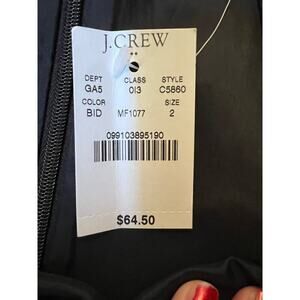 J.CREW
DEPT CLASS STYLE
GA5 013 C5860
COLOR SIZE
BID MF1077 2
099103895190
$64.50